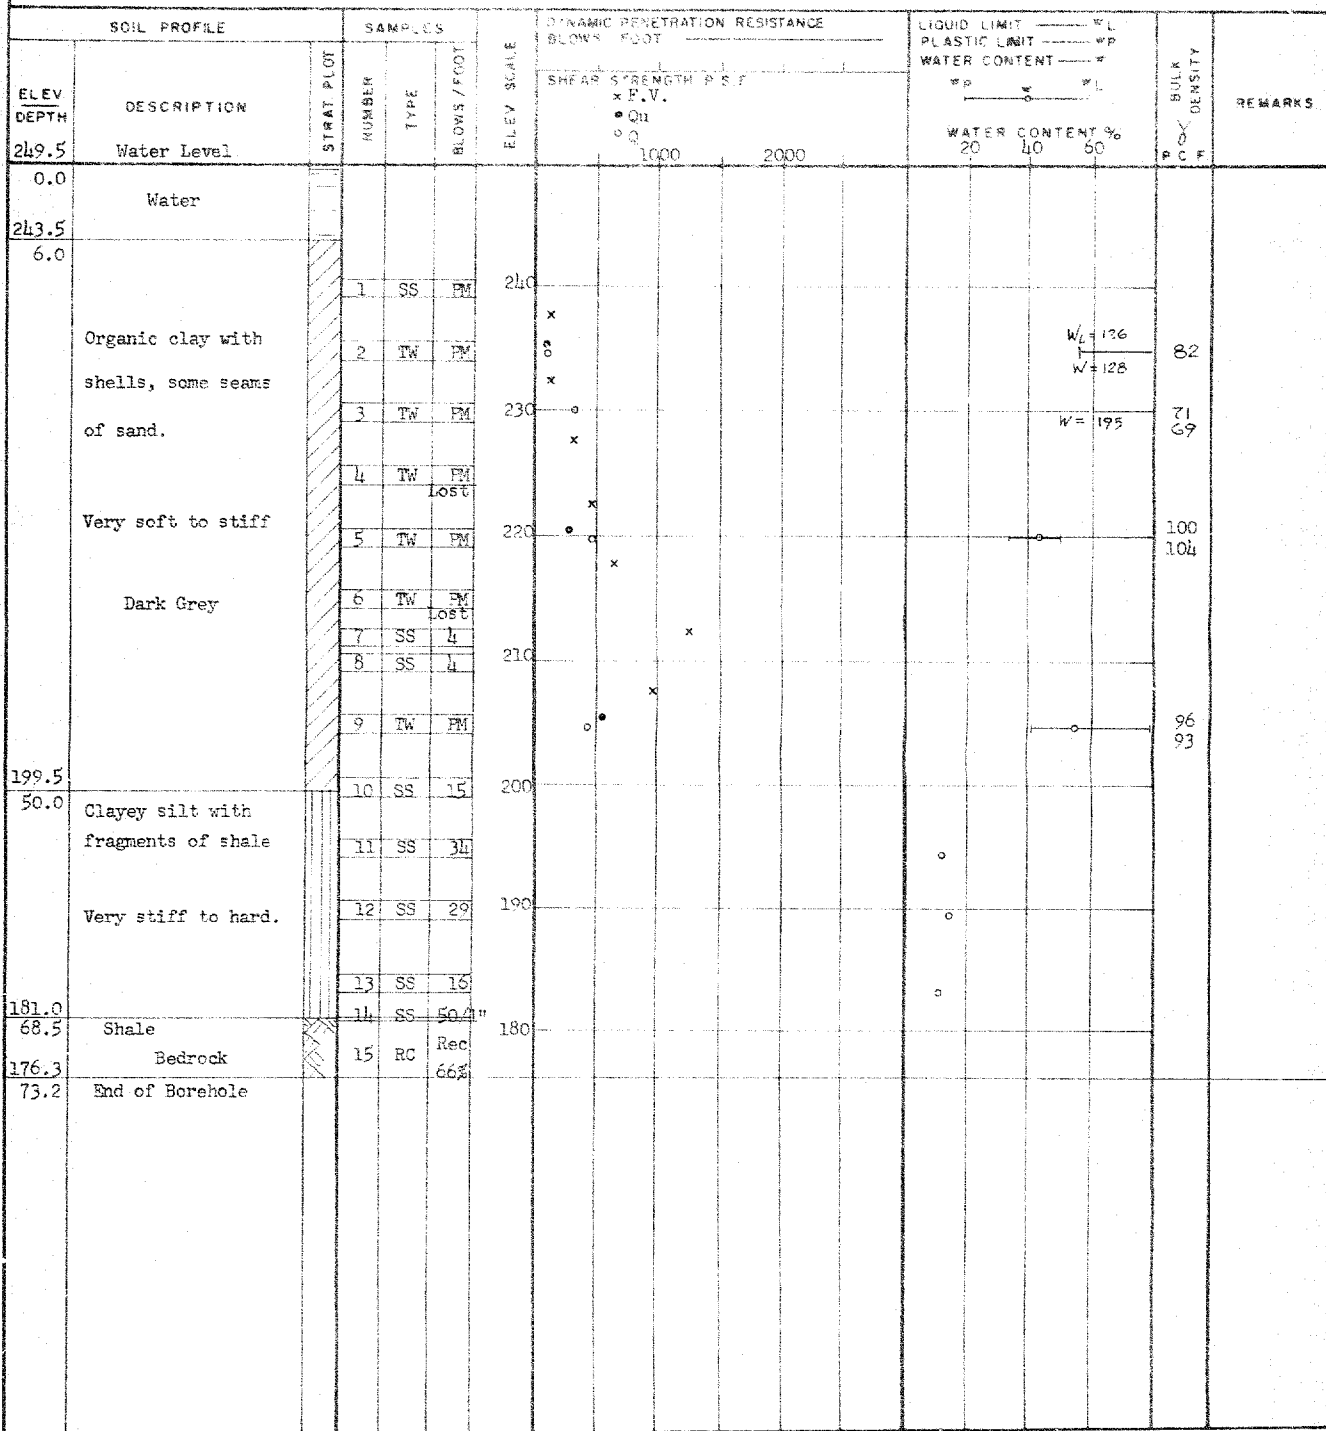 SOIL PROFILE
SAMPLES
DYNAMIC PENETRATION RESISTANCE
BLOWS FOOT
LIQUID LIMIT WL
PLASTIC LIMIT WP
WATER CONTENT W
ELEV
DEPTH
DESCRIPTION
STRAT PLOT
NUMBER
TYPE
BLOWS / FOOT
ELEV SCALE
SHEAR STRENGTH P.S.F.
x F.V.
• Qu
○ Q
1000 2000
WP W WL
WATER CONTENT %
20 40 60
BULK DENSITY
γ
P C F
REMARKS
249.5 Water Level
0.0
Water
243.5
6.0
1 SS PM
240
Organic clay with
2 TW PM
WL = 136
W = 128
82
shells, some seams
3 TW PM
230
W = 195
71
69
of sand.
4 TW PM
Lost
Very soft to stiff
5 TW PM
220
100
104
Dark Grey
6 TW PM
Lost
7 SS 4
8 SS 4
210
9 TW PM
96
93
199.5
50.0
10 SS 15
200
Clayey silt with
fragments of shale
11 SS 34
Very stiff to hard.
12 SS 29
190
13 SS 16
181.0
68.5
14 SS 50/1"
180
Shale
Bedrock
15 RC Rec
66%
176.3
73.2 End of Borehole